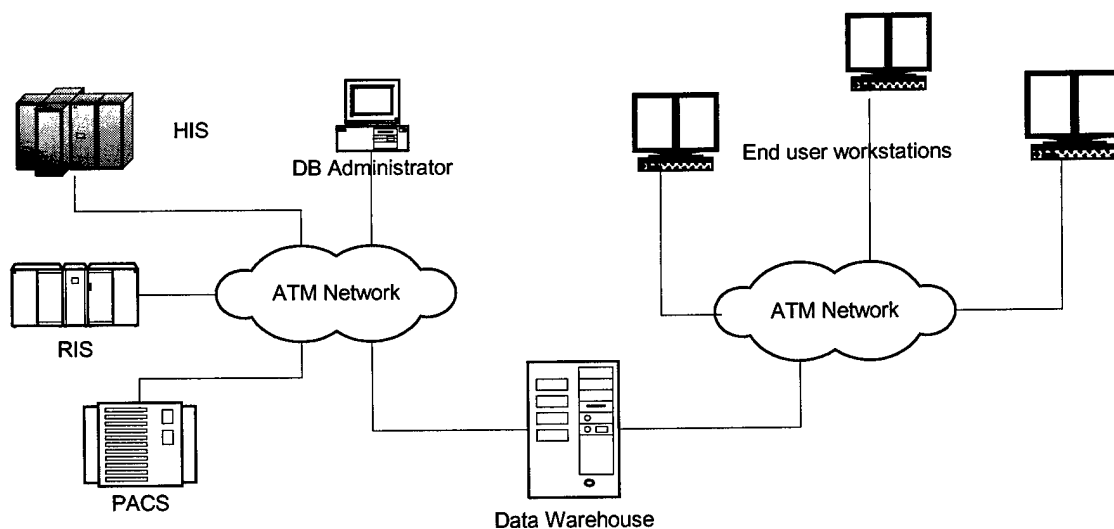 HIS
DB Administrator
End user workstations
ATM Network
ATM Network
RIS
PACS
Data Warehouse